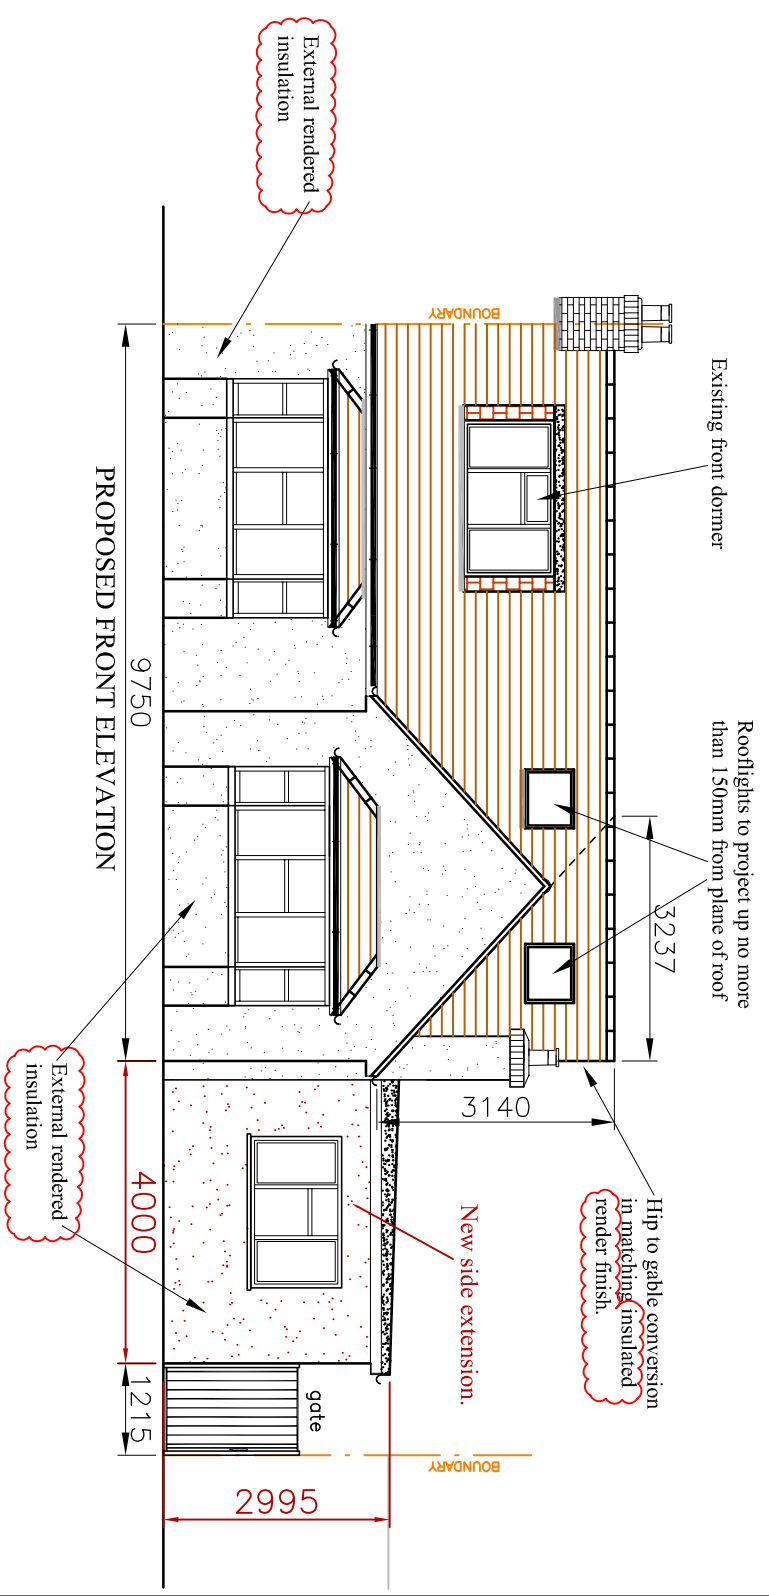 External rendered
insulation
BOUNDARY
Existing front dormer
Rooflights to project up no more
than 150mm from plane of roof
3237
3140
Hip to gable conversion
in matching insulated
render finish.
New side extension.
gate
BOUNDARY
2995
9750
4000
1215
External rendered
insulation
PROPOSED FRONT ELEVATION